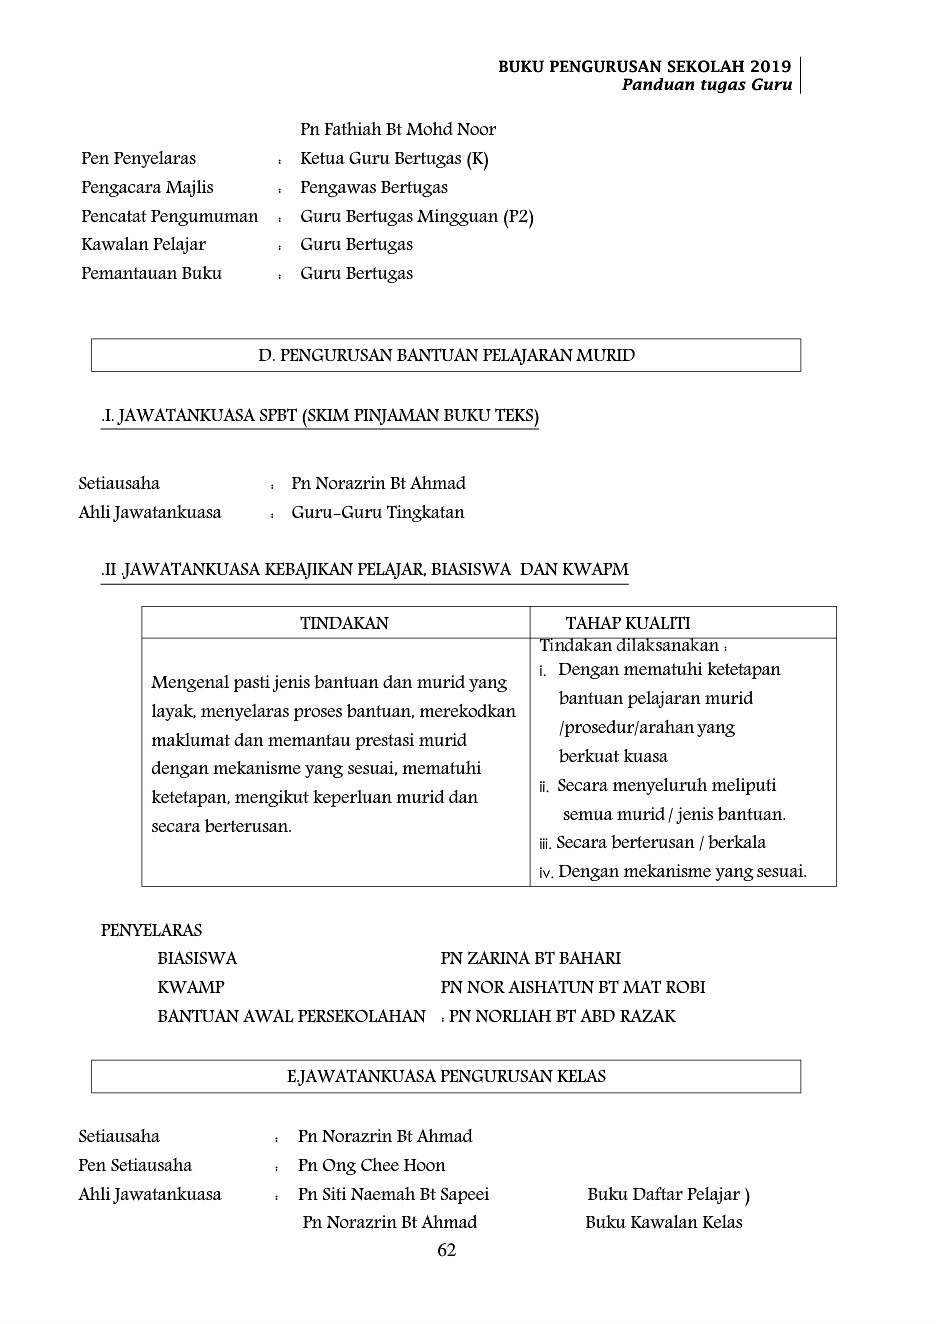 BUKU PENGURUSAN SEKOLAH 2019
Panduan tugas Guru
Pn Fathiah Bt Mohd Noor
Pen Penyelaras : Ketua Guru Bertugas (K)
Pengacara Majlis : Pengawas Bertugas
Pencatat Pengumuman : Guru Bertugas Mingguan (P2)
Kawalan Pelajar : Guru Bertugas
Pemantauan Buku : Guru Bertugas
D. PENGURUSAN BANTUAN PELAJARAN MURID
.I. JAWATANKUASA SPBT (SKIM PINJAMAN BUKU TEKS)
Setiausaha : Pn Norazrin Bt Ahmad
Ahli Jawatankuasa : Guru-Guru Tingkatan
.II .JAWATANKUASA KEBAJIKAN PELAJAR, BIASISWA DAN KWAPM
TINDAKAN
Mengenal pasti jenis bantuan dan murid yang
layak, menyelaras proses bantuan, merekodkan
maklumat dan memantau prestasi murid
dengan mekanisme yang sesuai, mematuhi
ketetapan, mengikut keperluan murid dan
secara berterusan.
TAHAP KUALITI
Tindakan dilaksanakan :
i. Dengan mematuhi ketetapan
bantuan pelajaran murid
/prosedur/arahan yang
berkuat kuasa
ii. Secara menyeluruh meliputi
semua murid / jenis bantuan.
iii. Secara berterusan / berkala
iv. Dengan mekanisme yang sesuai.
PENYELARAS
BIASISWA PN ZARINA BT BAHARI
KWAMP PN NOR AISHATUN BT MAT ROBI
BANTUAN AWAL PERSEKOLAHAN : PN NORLIAH BT ABD RAZAK
E.JAWATANKUASA PENGURUSAN KELAS
Setiausaha : Pn Norazrin Bt Ahmad
Pen Setiausaha : Pn Ong Chee Hoon
Ahli Jawatankuasa : Pn Siti Naemah Bt Sapeei Buku Daftar Pelajar )
Pn Norazrin Bt Ahmad Buku Kawalan Kelas
62